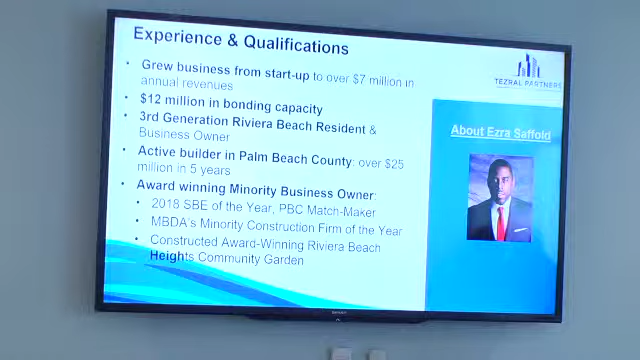 Experience & Qualifications
TEZRAL PARTNERS
• Grew business from start-up to over $7 million in
annual revenues
• $12 million in bonding capacity
• 3rd Generation Riviera Beach Resident &
Business Owner
• Active builder in Palm Beach County: over $25
million in 5 years
• Award winning Minority Business Owner:
• 2018 SBE of the Year, PBC Match-Maker
• MBDA's Minority Construction Firm of the Year
• Constructed Award-Winning Riviera Beach
Heights Community Garden
About Ezra Saffold